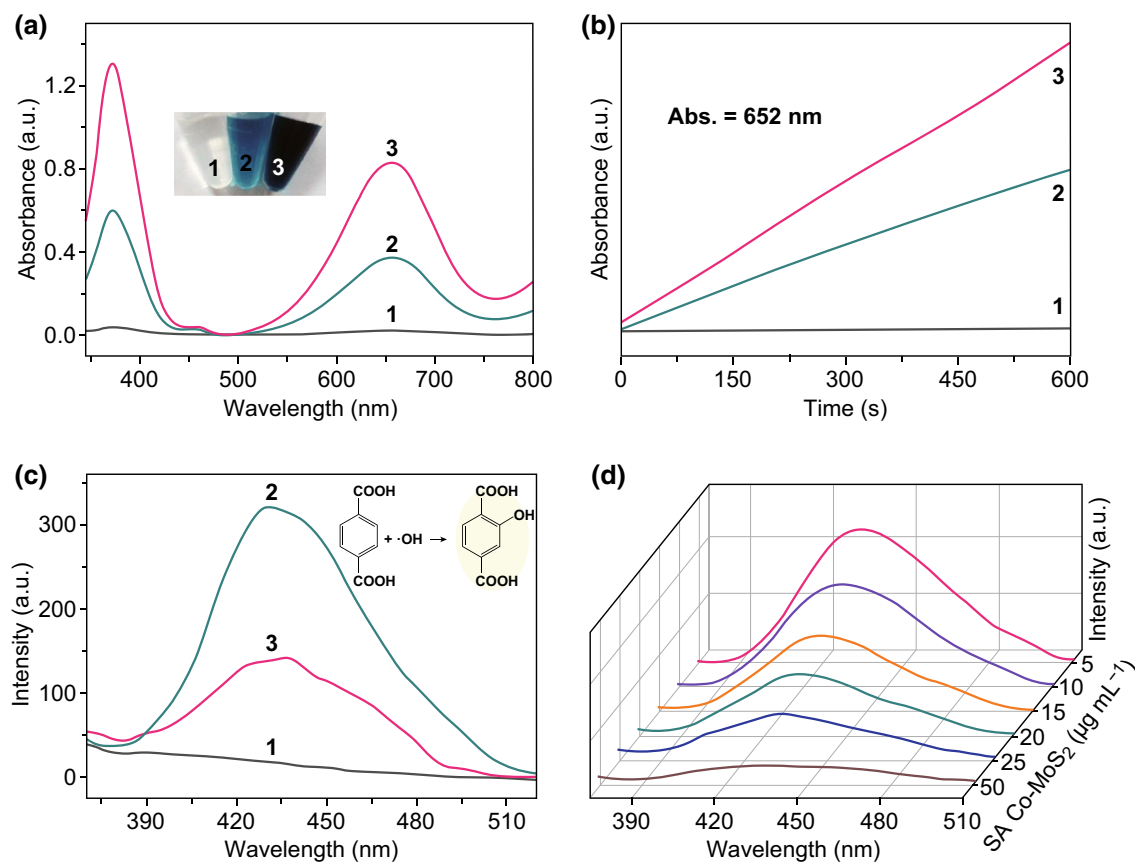 (a)
Absorbance (a.u.)
1.2
0.8
0.4
0.0
400
500
600
700
800
Wavelength (nm)
1
2
3
3
2
1
(b)
Absorbance (a.u.)
Abs. = 652 nm
3
2
1
0
150
300
450
600
Time (s)
(c)
Intensity (a.u.)
300
200
100
0
390
420
450
480
510
Wavelength (nm)
2
3
1
COOH
COOH
+ ·OH →
COOH
OH
COOH
(d)
Intensity (a.u.)
5
10
15
20
25
50
SA Co-MoS₂ (µg mL⁻¹)
390
420
450
480
510
Wavelength (nm)